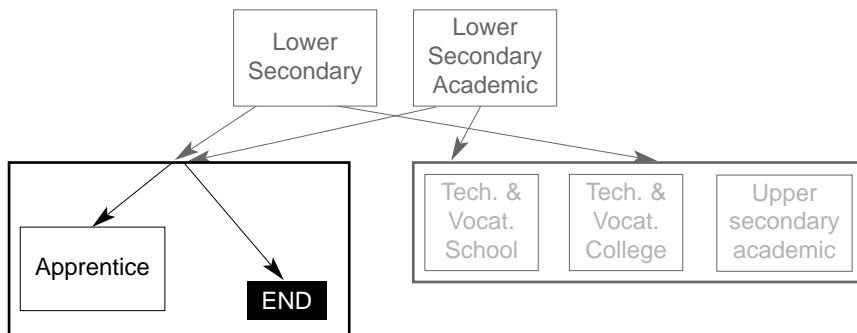 Lower
Secondary
Lower
Secondary
Academic
Apprentice
END
Tech. &
Vocat.
School
Tech. &
Vocat.
College
Upper
secondary
academic